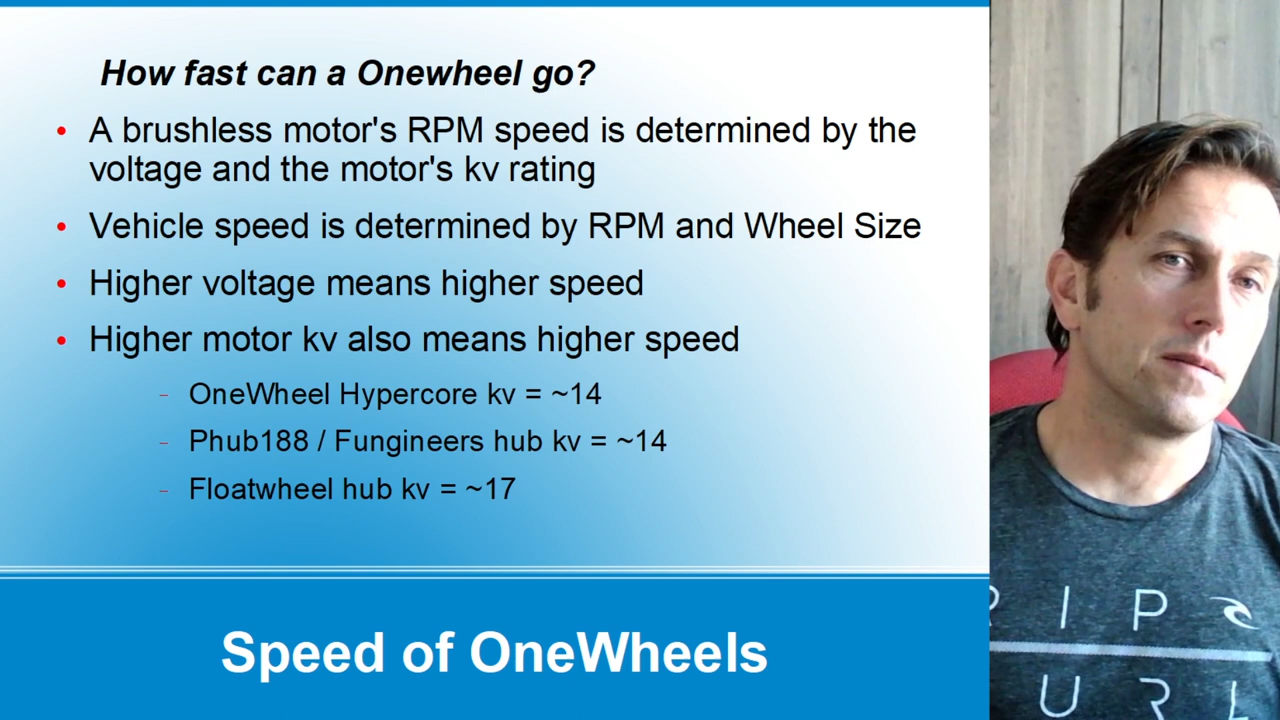 How fast can a Onewheel go?
• A brushless motor's RPM speed is determined by the
voltage and the motor's kv rating
• Vehicle speed is determined by RPM and Wheel Size
• Higher voltage means higher speed
• Higher motor kv also means higher speed
- OneWheel Hypercore kv = ~14
- Phub188 / Fungineers hub kv = ~14
- Floatwheel hub kv = ~17
Speed of OneWheels
RIP
URL